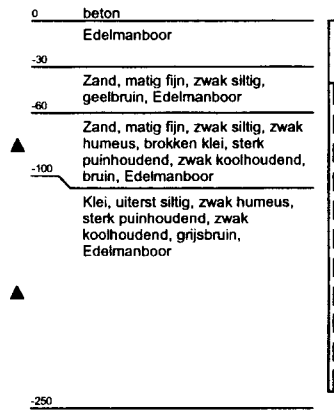 0 beton
Edelmanboor
-30
Zand, matig fijn, zwak siltig,
geelbruin, Edelmanboor
-60
Zand, matig fijn, zwak siltig, zwak
humeus, brokken klei, sterk
puinhoudend, zwak koolhoudend,
bruin, Edelmanboor
-100
Klei, uiterst siltig, zwak humeus,
sterk puinhoudend, zwak
koolhoudend, grijsbruin,
Edelmanboor
-250